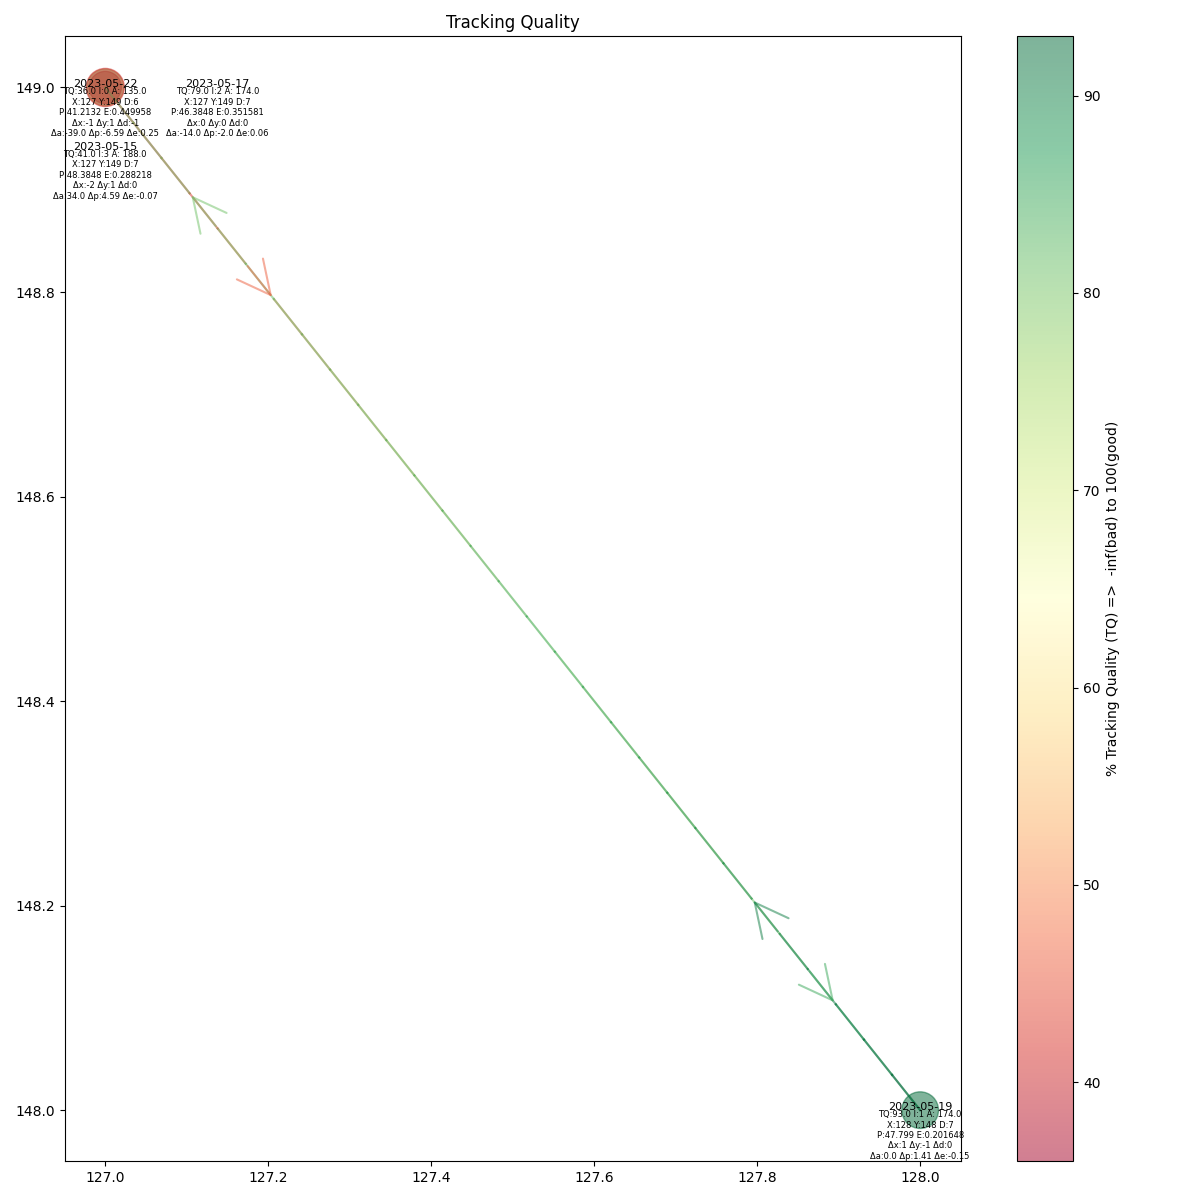 Tracking Quality
149.0
148.8
148.6
148.4
148.2
148.0
127.0
127.2
127.4
127.6
127.8
128.0
2023-05-22
TQ:36.0 I:0 A: 135.0
X:127 Y:149 D:6
P:41.2132 E:0.449958
Δx:-1 Δy:1 Δd:-1
Δa:-39.0 Δp:-6.59 Δe:0.25
2023-05-17
TQ:79.0 I:2 A: 174.0
X:127 Y:149 D:7
P:46.3848 E:0.351581
Δx:0 Δy:0 Δd:0
Δa:-14.0 Δp:-2.0 Δe:0.06
2023-05-15
TQ:41.0 I:3 A: 188.0
X:127 Y:149 D:7
P:48.3848 E:0.288218
Δx:-2 Δy:1 Δd:0
Δa:34.0 Δp:4.59 Δe:-0.07
2023-05-19
TQ:93.0 I:1 A: 174.0
X:128 Y:148 D:7
P:47.799 E:0.201648
Δx:1 Δy:-1 Δd:0
Δa:0.0 Δp:1.41 Δe:-0.15
90
80
70
60
50
40
% Tracking Quality (TQ) => -inf(bad) to 100(good)